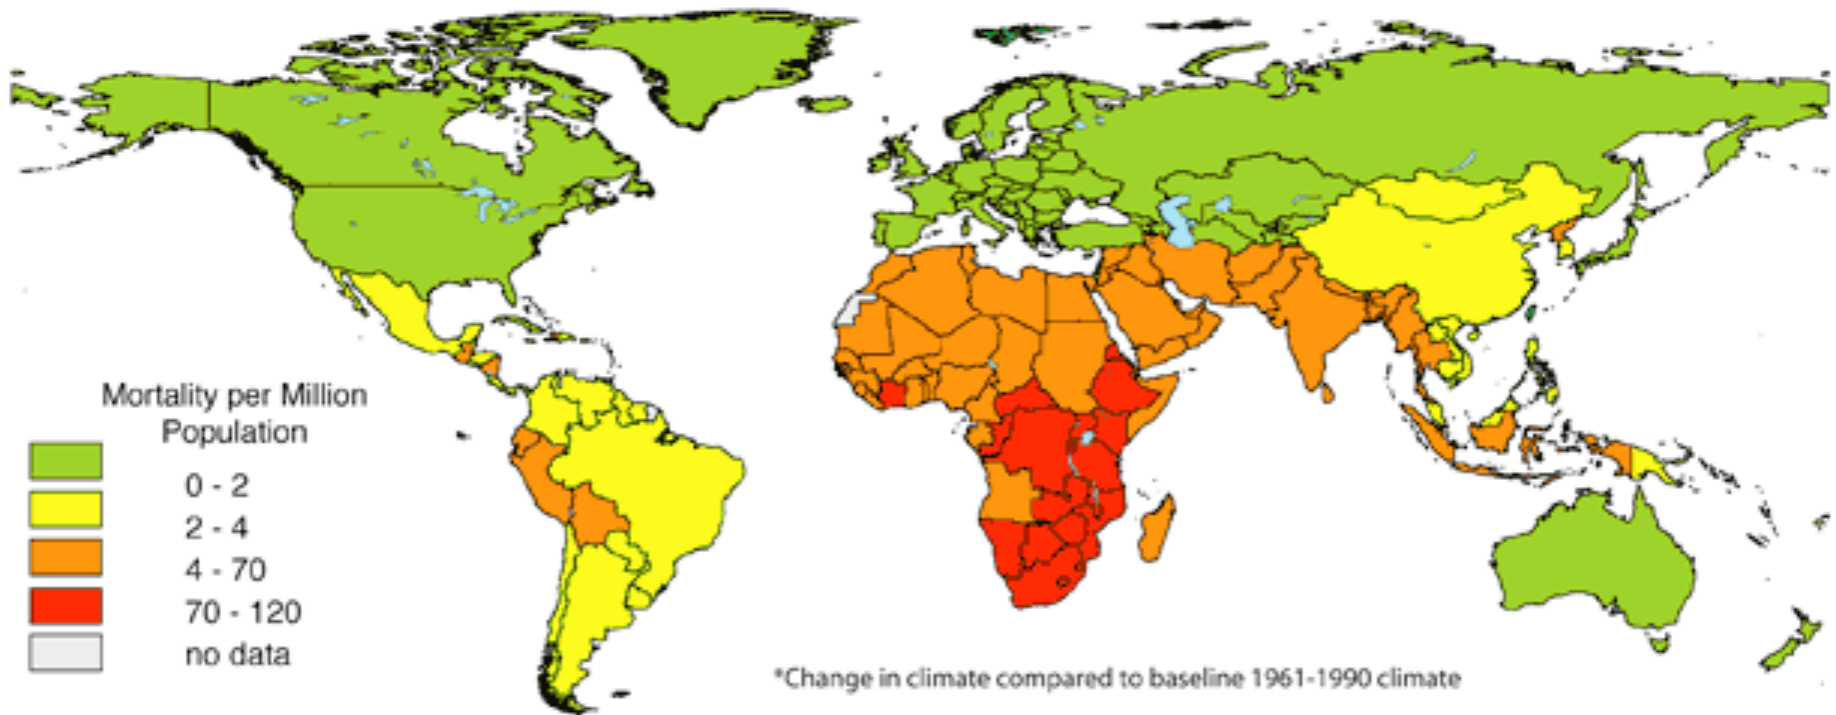 Mortality per Million
Population
0 - 2
2 - 4
4 - 70
70 - 120
no data
*Change in climate compared to baseline 1961-1990 climate